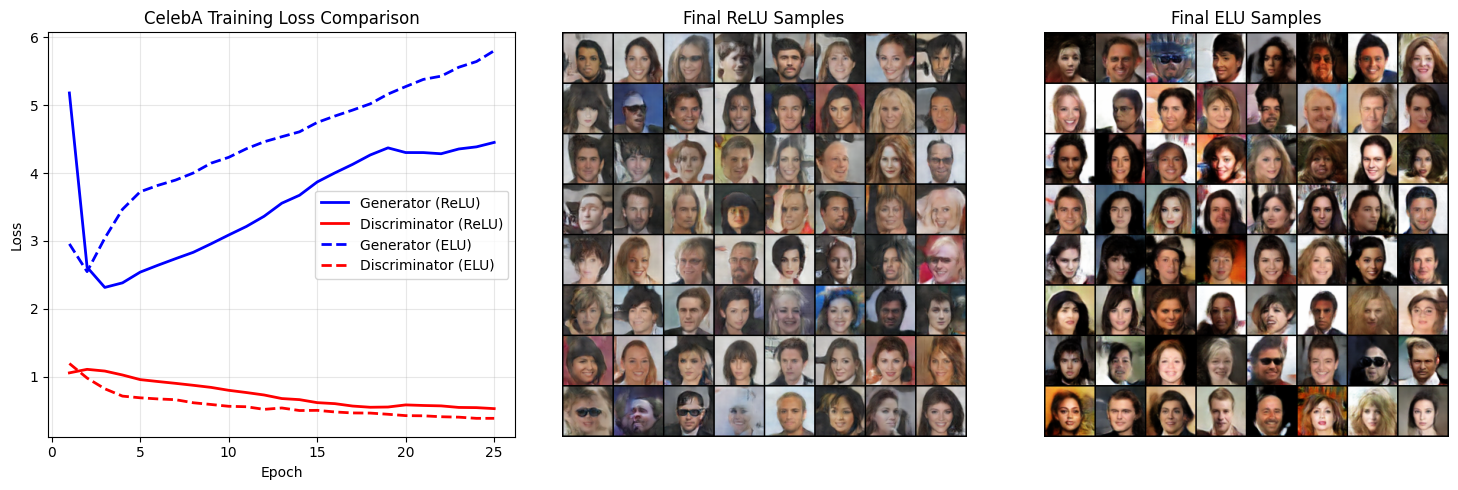 CelebA Training Loss Comparison
6
5
4
3
2
1
Loss
0
5
10
15
20
25
Epoch
Generator (ReLU)
Discriminator (ReLU)
Generator (ELU)
Discriminator (ELU)
Final ReLU Samples
Final ELU Samples